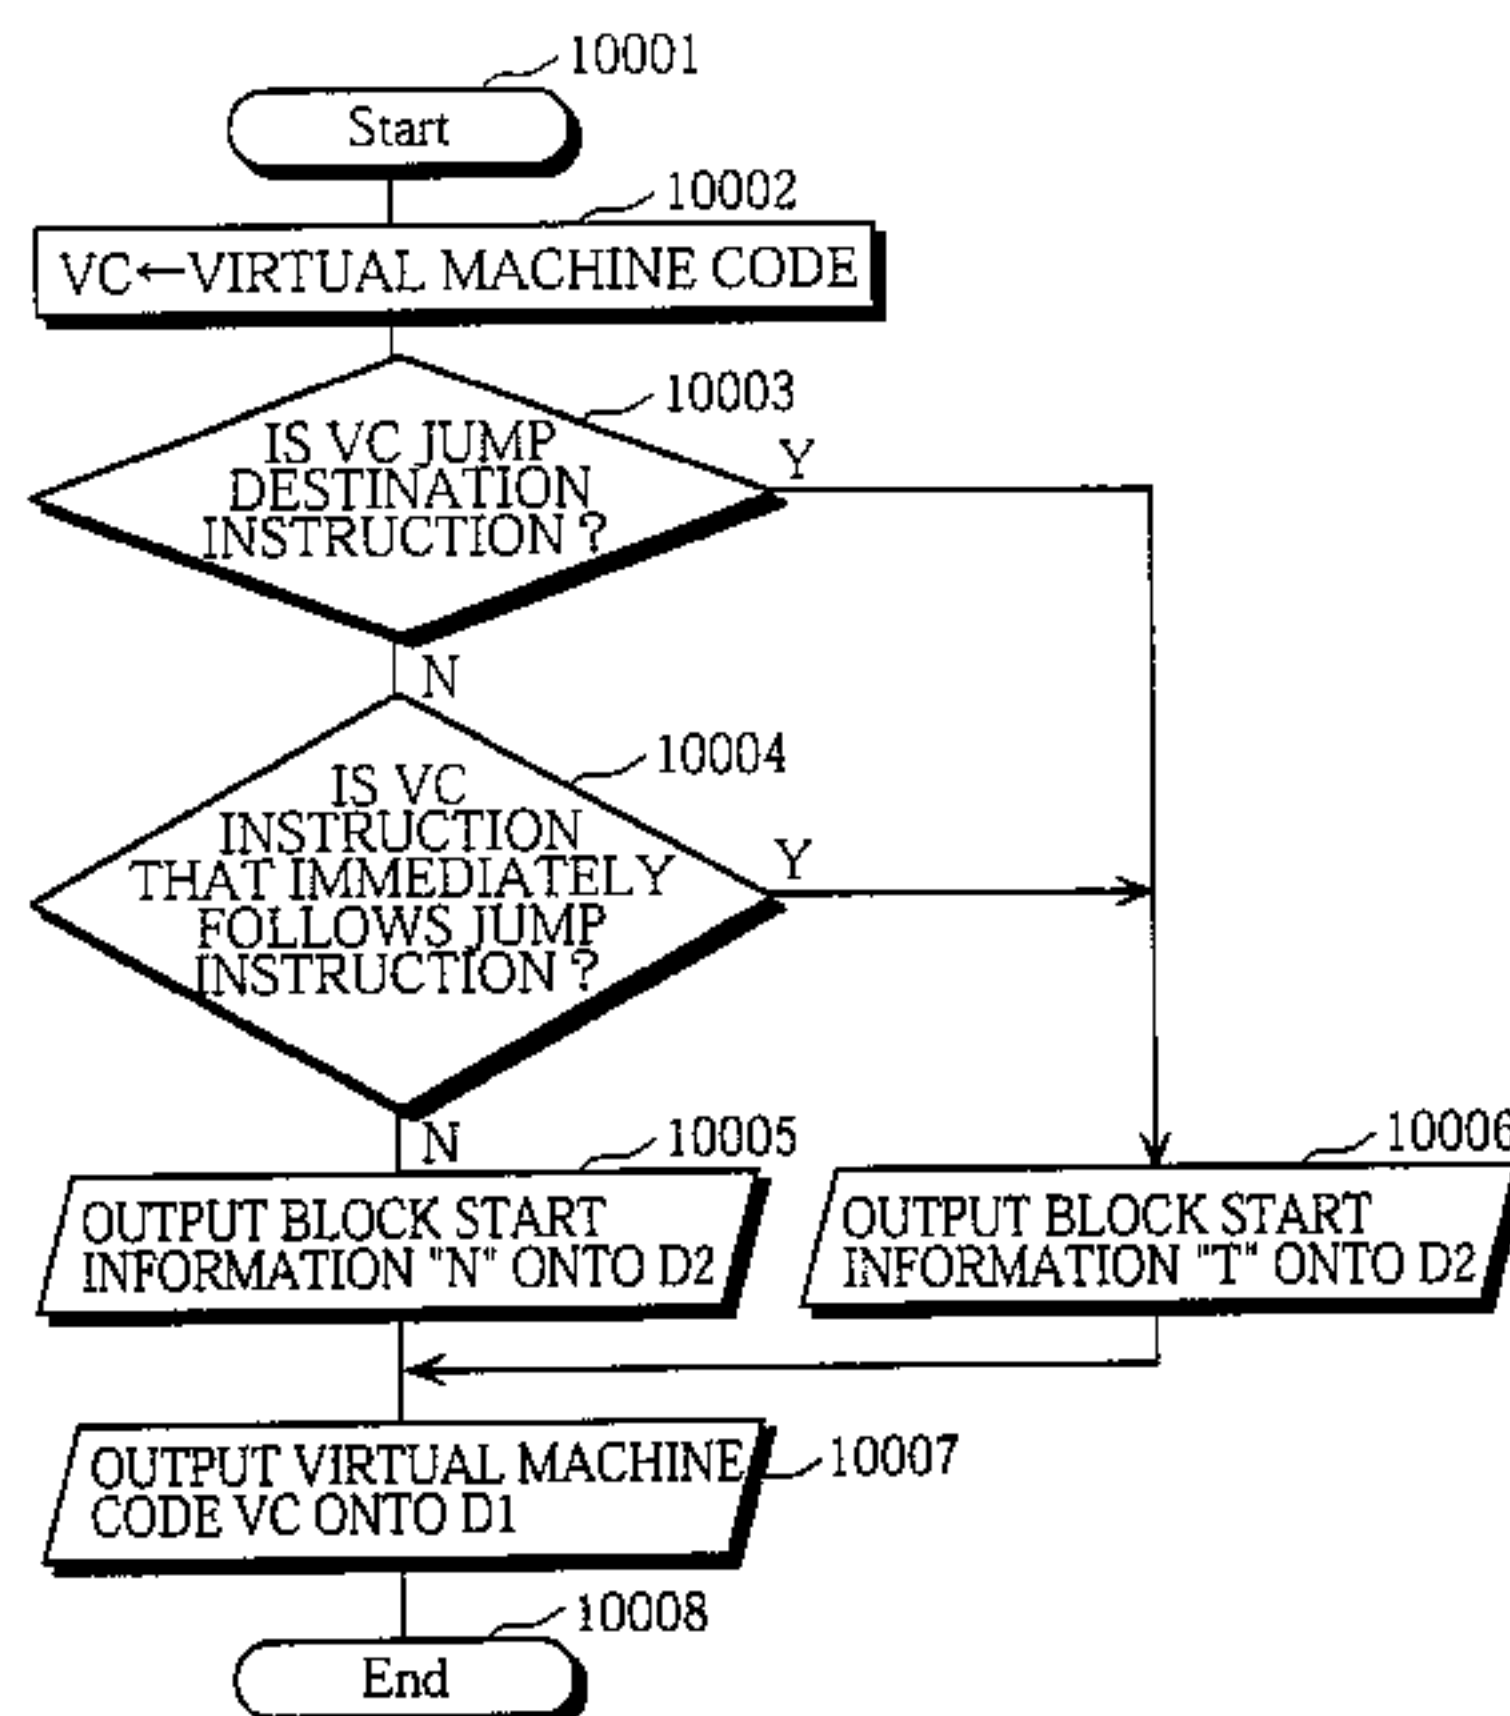 10001
Start
10002
VC←VIRTUAL MACHINE CODE
10003
IS VC JUMP
DESTINATION
INSTRUCTION?
Y
N
10004
IS VC
INSTRUCTION
THAT IMMEDIATELY
FOLLOWS JUMP
INSTRUCTION?
Y
N
10005
OUTPUT BLOCK START
INFORMATION "N" ONTO D2
10006
OUTPUT BLOCK START
INFORMATION "T" ONTO D2
OUTPUT VIRTUAL MACHINE
CODE VC ONTO D1
10007
10008
End